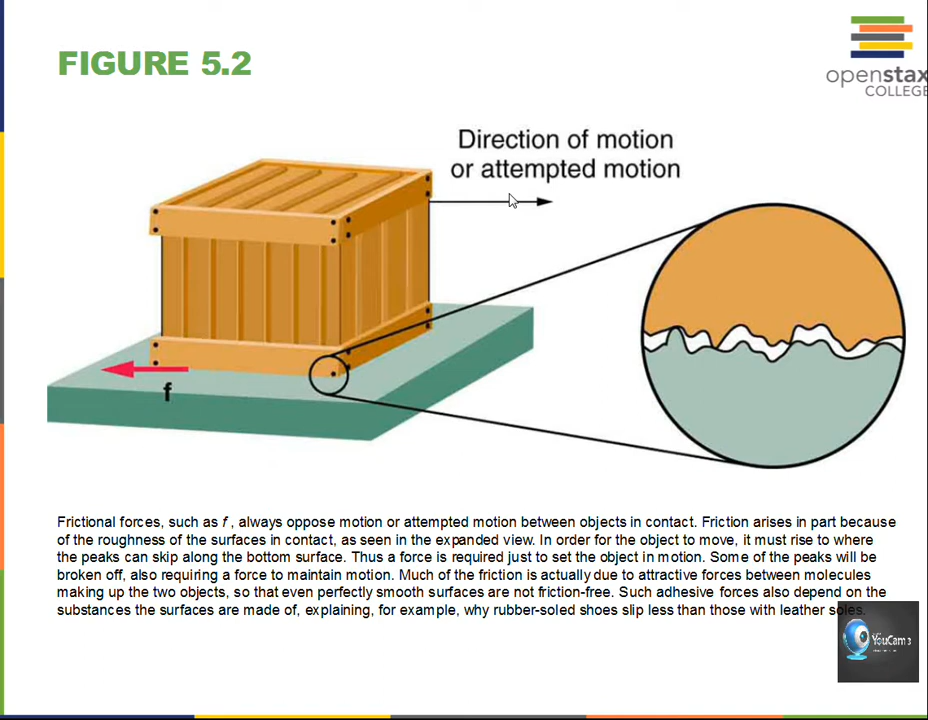 FIGURE 5.2
openstax
COLLEGE
Direction of motion
or attempted motion
f
Frictional forces, such as f , always oppose motion or attempted motion between objects in contact. Friction arises in part because
of the roughness of the surfaces in contact, as seen in the expanded view. In order for the object to move, it must rise to where
the peaks can skip along the bottom surface. Thus a force is required just to set the object in motion. Some of the peaks will be
broken off, also requiring a force to maintain motion. Much of the friction is actually due to attractive forces between molecules
making up the two objects, so that even perfectly smooth surfaces are not friction-free. Such adhesive forces also depend on the
substances the surfaces are made of, explaining, for example, why rubber-soled shoes slip less than those with leather soles.
YouCam 3